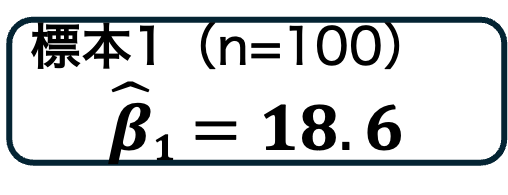 標本1（n=100）
β̂₁ = 18.6